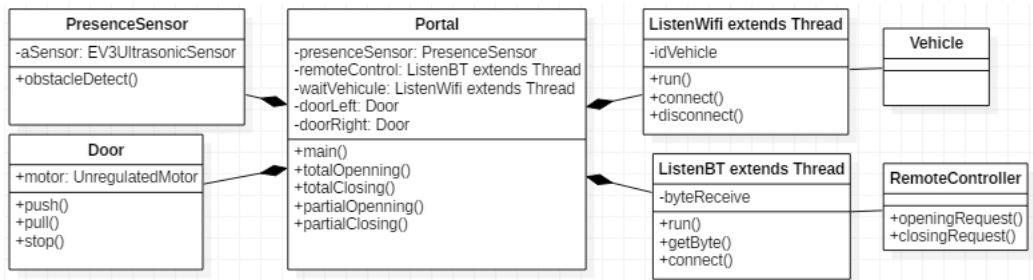 PresenceSensor
-aSensor: EV3UltrasonicSensor
+obstacleDetect()
Door
+motor: UnregulatedMotor
+push()
+pull()
+stop()
Portal
-presenceSensor: PresenceSensor
-remoteControl: ListenBT extends Thread
-waitVehicule: ListenWifi extends Thread
-doorLeft: Door
-doorRight: Door
+main()
+totalOpenning()
+totalClosing()
+partialOpenning()
+partialClosing()
ListenWifi extends Thread
-idVehicle
+run()
+connect()
+disconnect()
Vehicle
ListenBT extends Thread
-byteReceive
+run()
+getByte()
+connect()
RemoteController
+openingRequest()
+closingRequest()